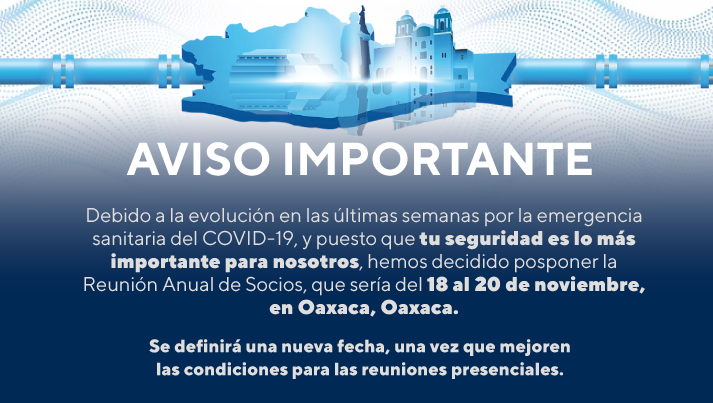 AVISO IMPORTANTE
Debido a la evolución en las últimas semanas por la emergencia
sanitaria del COVID-19, y puesto que tu seguridad es lo más
importante para nosotros, hemos decidido posponer la
Reunión Anual de Socios, que sería del 18 al 20 de noviembre,
en Oaxaca, Oaxaca.
Se definirá una nueva fecha, una vez que mejoren
las condiciones para las reuniones presenciales.